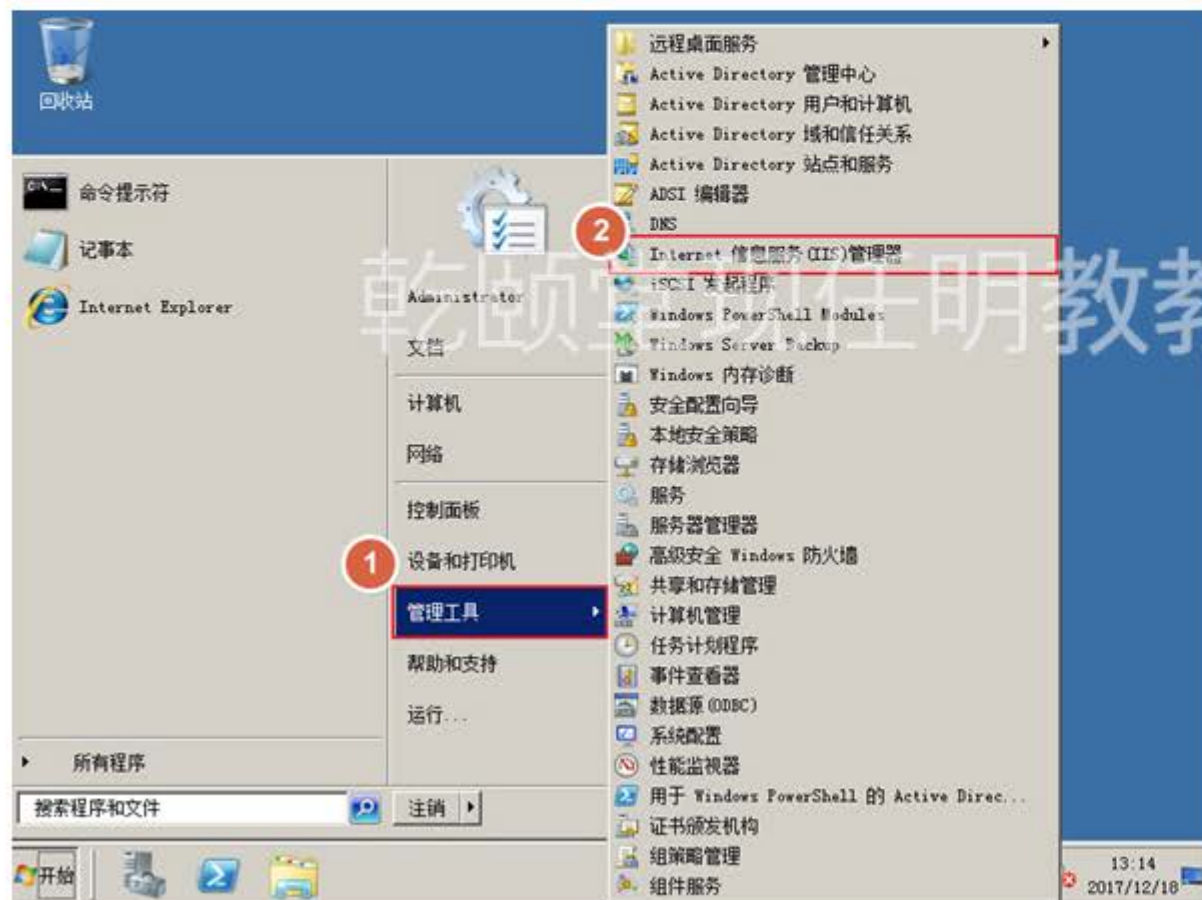 回收站
命令提示符
记事本
Internet Explorer
所有程序
搜索程序和文件
Administrator
文档
计算机
网络
控制面板
1
设备和打印机
管理工具
帮助和支持
运行...
注销
远程桌面服务
Active Directory 管理中心
Active Directory 用户和计算机
Active Directory 域和信任关系
Active Directory 站点和服务
ADSI 编辑器
DNS
2
Internet 信息服务(IIS)管理器
iSCSI 发起程序
Windows PowerShell Modules
Windows Server Backup
Windows 内存诊断
安全配置向导
本地安全策略
存储浏览器
服务
服务器管理器
高级安全 Windows 防火墙
共享和存储管理
计算机管理
任务计划程序
事件查看器
数据源(ODBC)
系统配置
性能监视器
用于 Windows PowerShell 的 Active Direc...
证书颁发机构
组策略管理
组件服务
开始
13:14
2017/12/18
乾颐堂现任明教教